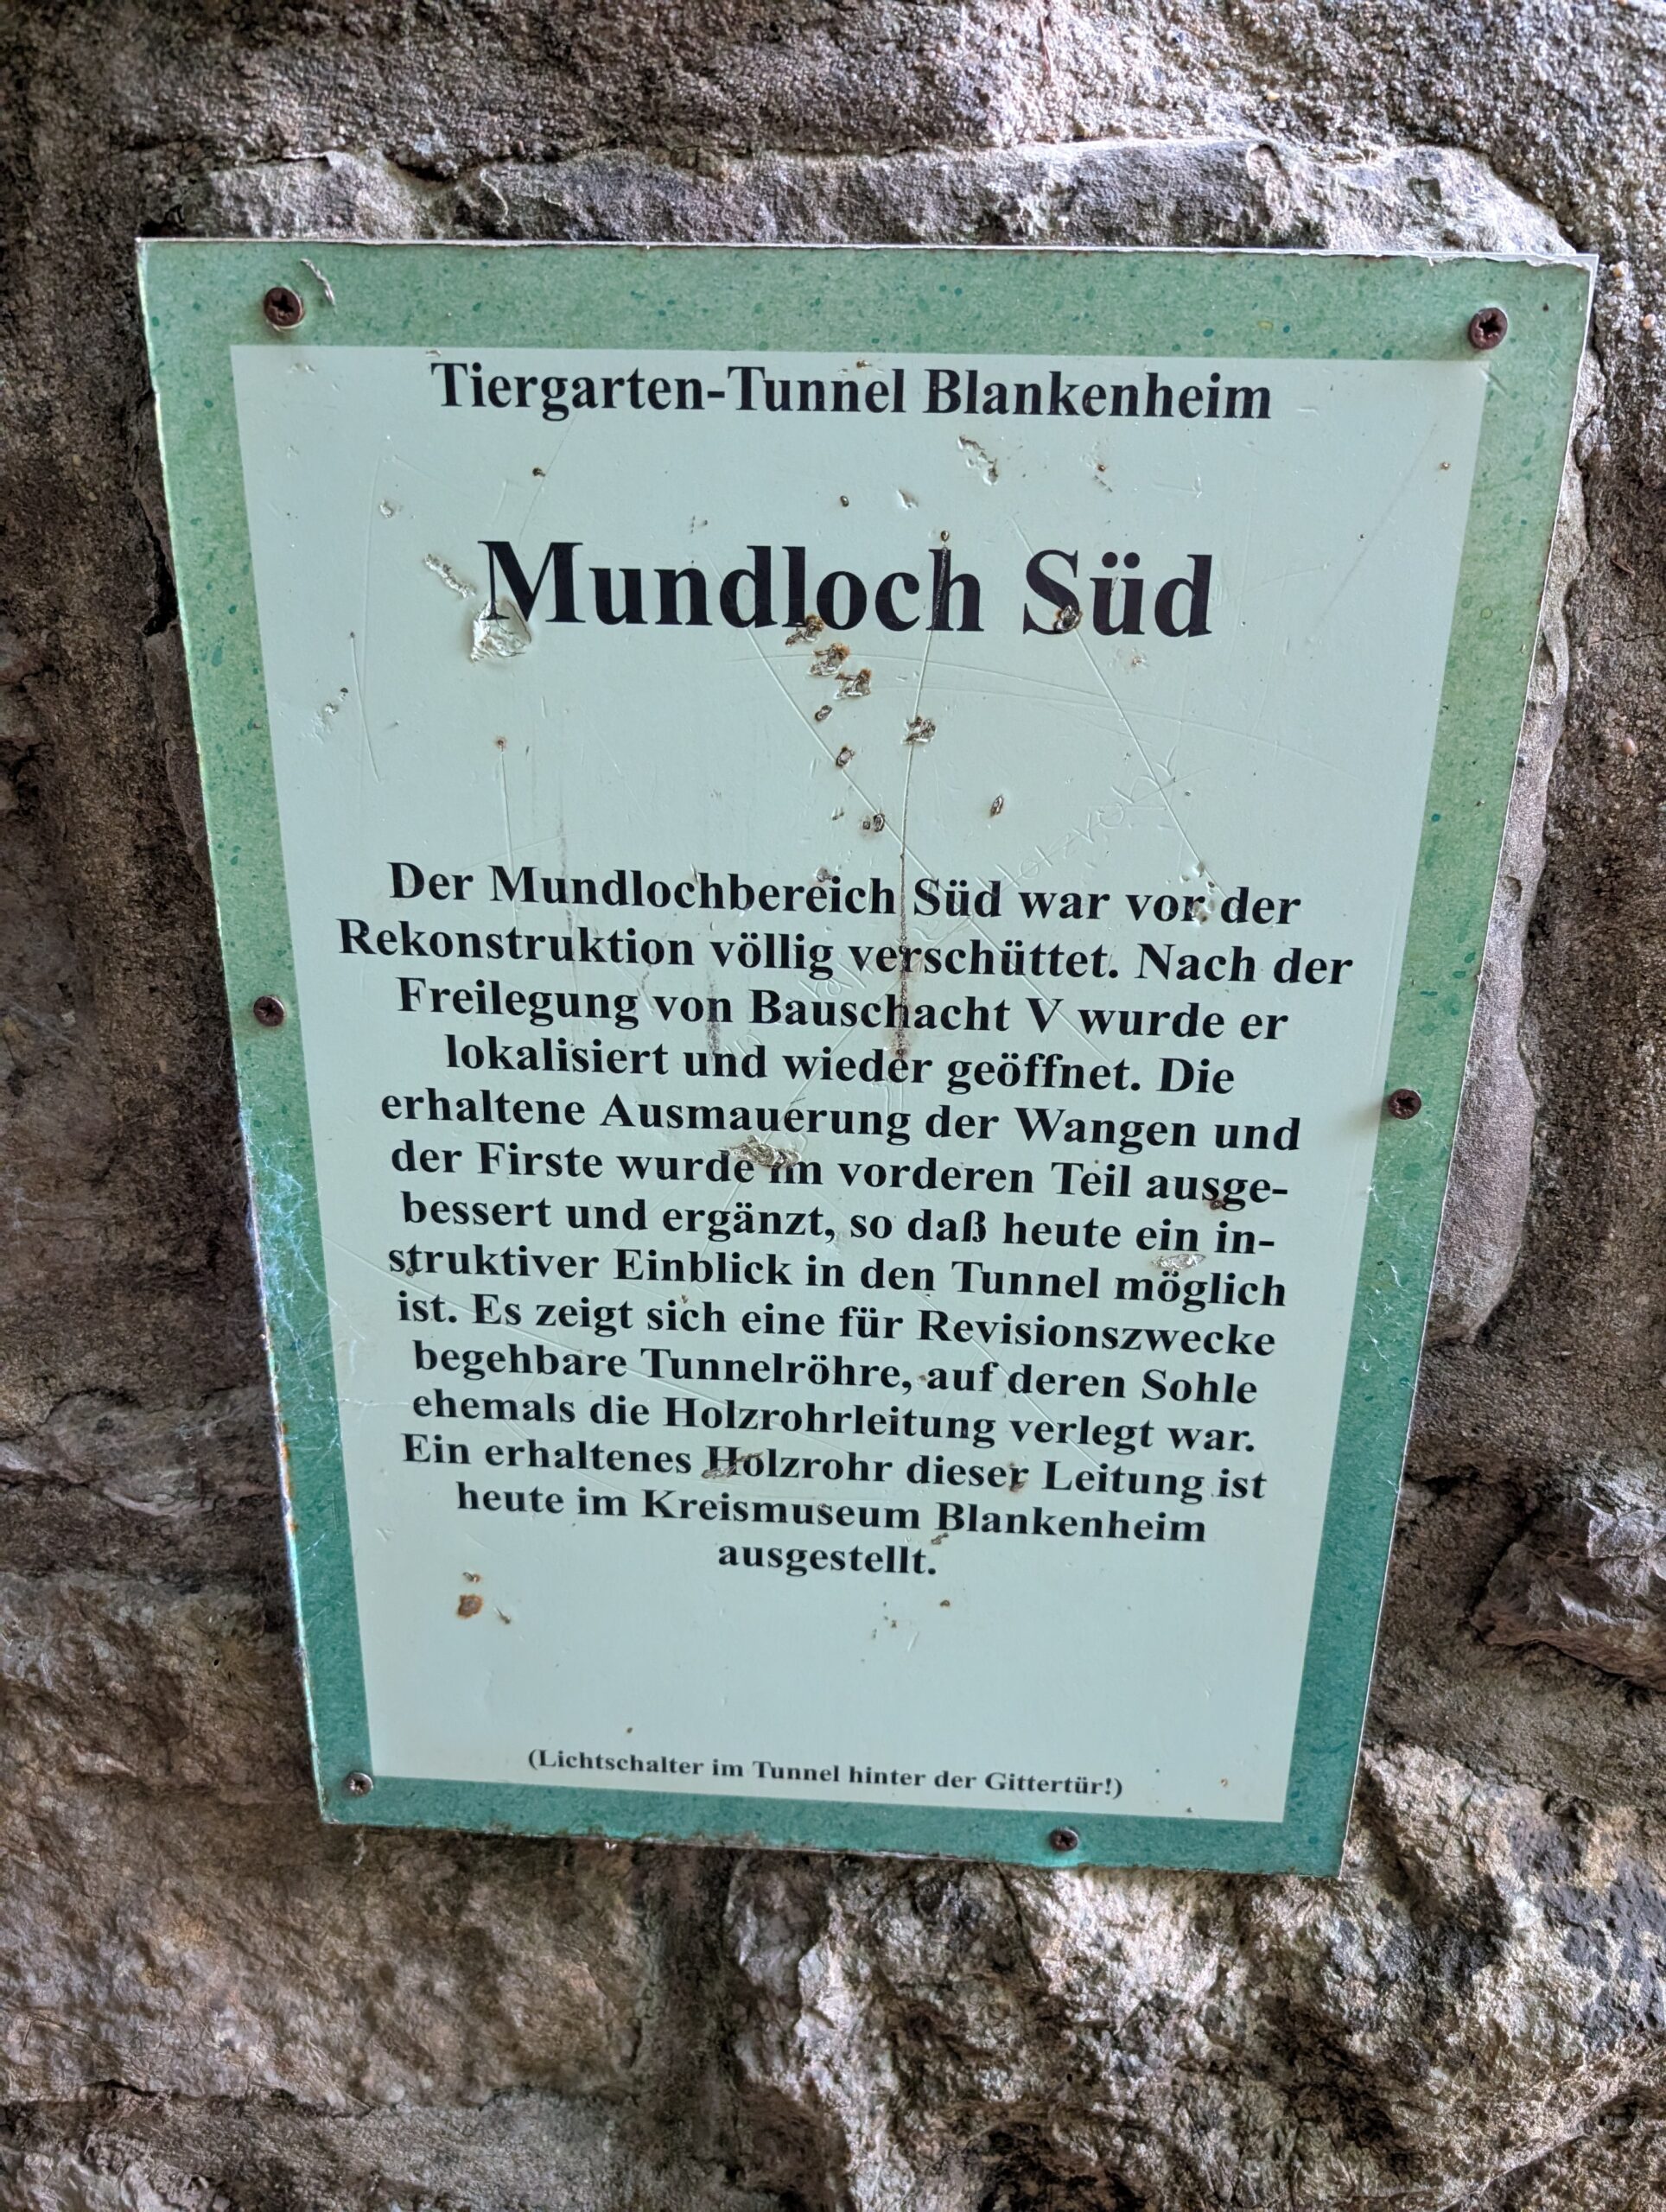 Tiergarten-Tunnel Blankenheim
Mundloch Süd
Der Mundlochbereich Süd war vor der
Rekonstruktion völlig verschüttet. Nach der
Freilegung von Bauschacht V wurde er
lokalisiert und wieder geöffnet. Die
erhaltene Ausmauerung der Wangen und
der Firste wurde im vorderen Teil ausge-
bessert und ergänzt, so daß heute ein in-
struktiver Einblick in den Tunnel möglich
ist. Es zeigt sich eine für Revisionszwecke
begehbare Tunnelröhre, auf deren Sohle
ehemals die Holzrohrleitung verlegt war.
Ein erhaltenes Holzrohr dieser Leitung ist
heute im Kreismuseum Blankenheim
ausgestellt.
(Lichtschalter im Tunnel hinter der Gittertür!)